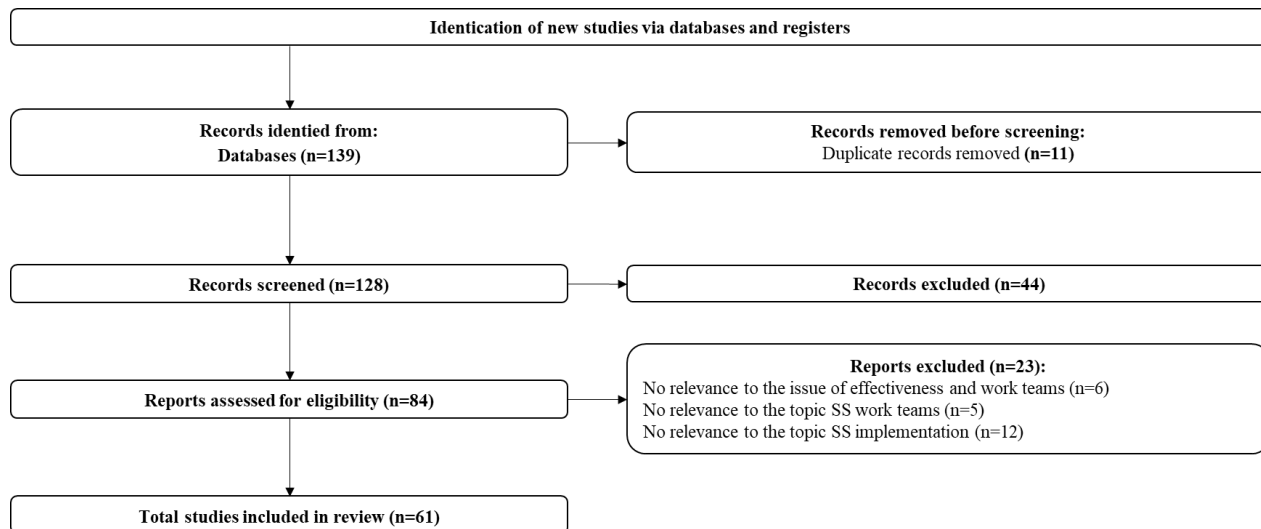 Identication of new studies via databases and registers
Records identied from:
Databases (n=139)
Records removed before screening:
Duplicate records removed (n=11)
Records screened (n=128)
Records excluded (n=44)
Reports assessed for eligibility (n=84)
Reports excluded (n=23):
No relevance to the issue of effectiveness and work teams (n=6)
No relevance to the topic SS work teams (n=5)
No relevance to the topic SS implementation (n=12)
Total studies included in review (n=61)